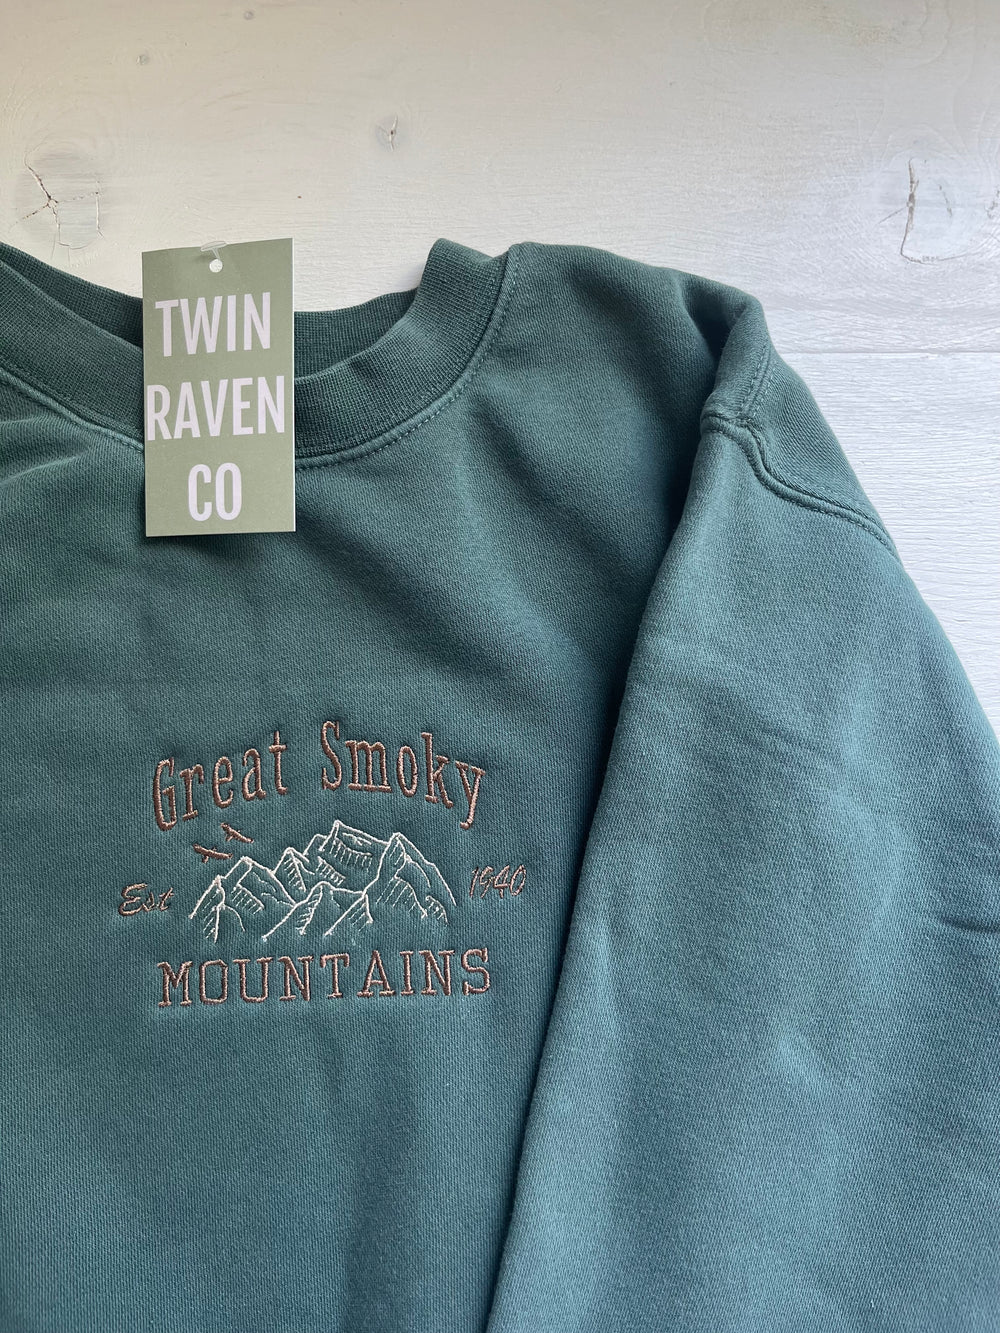 TWIN
RAVEN
CO
Great Smoky
Est 1940
MOUNTAINS